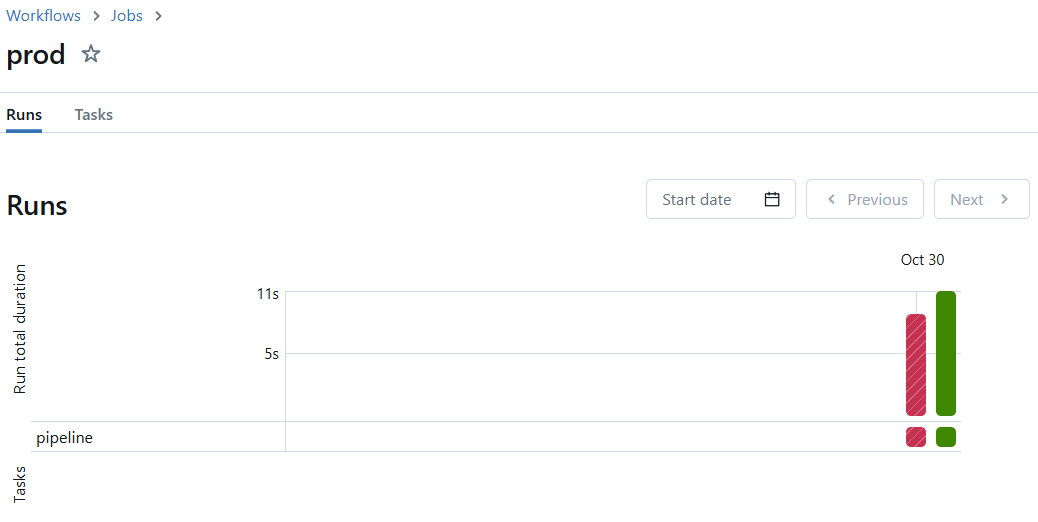 Workflows > Jobs >
prod
Runs Tasks
Runs
Start date
Previous
Next
Oct 30
Run total duration
11s
5s
pipeline
Tasks